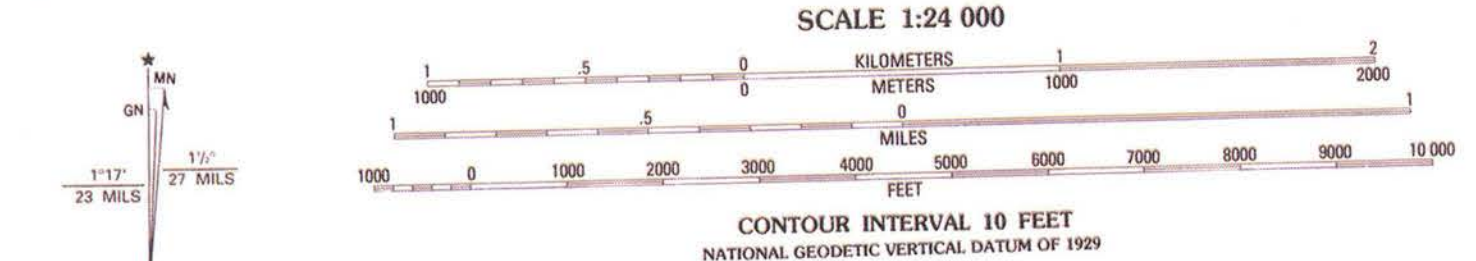 SCALE 1:24 000
1 .5 0 KILOMETERS 1 2
1000 0 METERS 1000 2000
1 .5 0 1
MILES
1000 0 1000 2000 3000 4000 5000 6000 7000 8000 9000 10 000
FEET
CONTOUR INTERVAL 10 FEET
NATIONAL GEODETIC VERTICAL DATUM OF 1929
★
MN
GN
1°17'
23 MILS
1½°
27 MILS